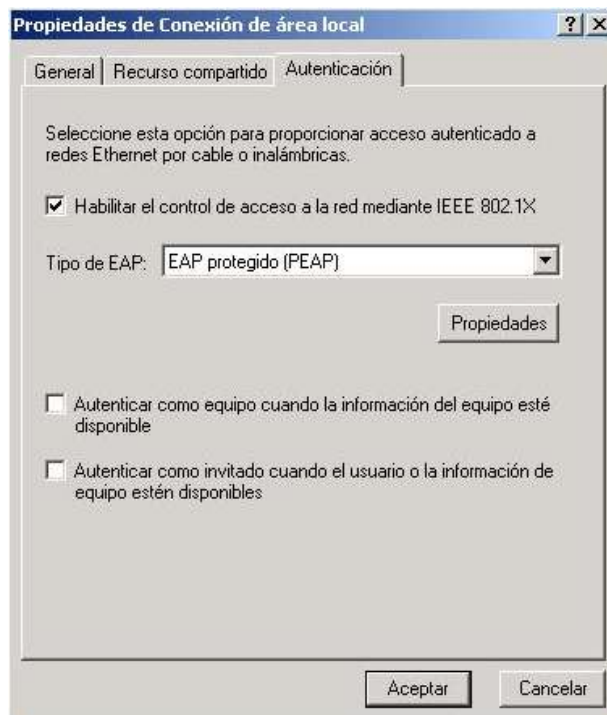 Propiedades de Conexión de área local
General
Recurso compartido
Autenticación
Seleccione esta opción para proporcionar acceso autenticado a
redes Ethernet por cable o inalámbricas.
Habilitar el control de acceso a la red mediante IEEE 802.1X
Tipo de EAP: EAP protegido (PEAP)
Propiedades
Autenticar como equipo cuando la información del equipo esté
disponible
Autenticar como invitado cuando el usuario o la información de
equipo estén disponibles
Aceptar
Cancelar